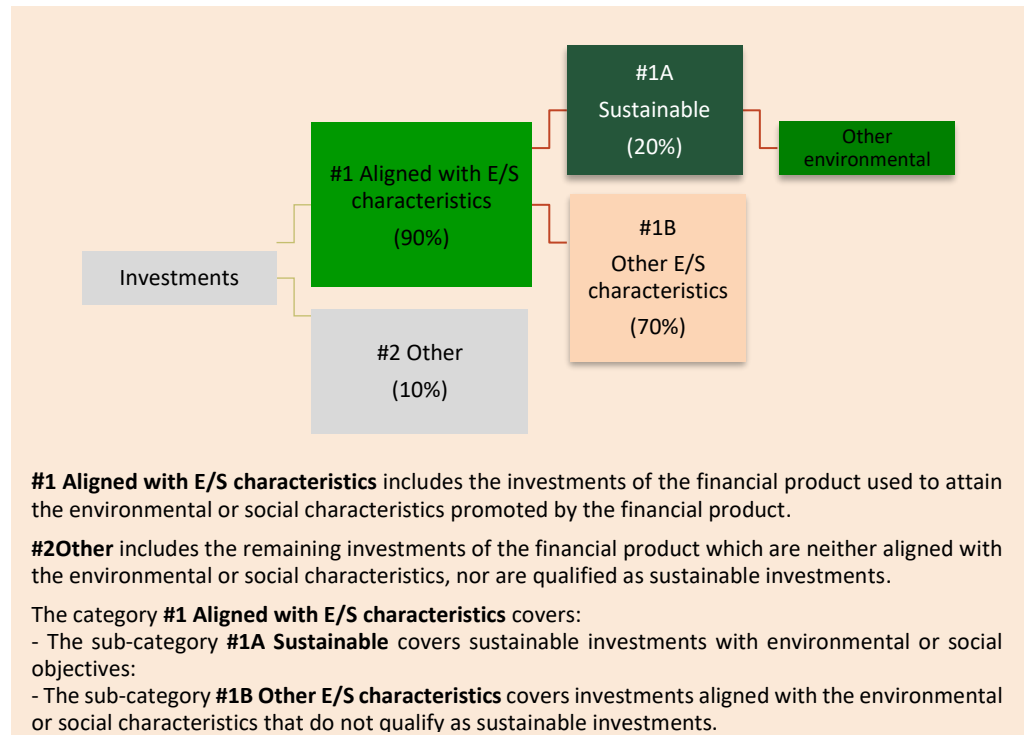 #1A
Sustainable
(20%)
Other
environmental
#1 Aligned with E/S
characteristics
(90%)
#1B
Other E/S
characteristics
(70%)
Investments
#2 Other
(10%)
#1 Aligned with E/S characteristics includes the investments of the financial product used to attain
the environmental or social characteristics promoted by the financial product.
#2Other includes the remaining investments of the financial product which are neither aligned with
the environmental or social characteristics, nor are qualified as sustainable investments.
The category #1 Aligned with E/S characteristics covers:
- The sub-category #1A Sustainable covers sustainable investments with environmental or social
objectives:
- The sub-category #1B Other E/S characteristics covers investments aligned with the environmental
or social characteristics that do not qualify as sustainable investments.